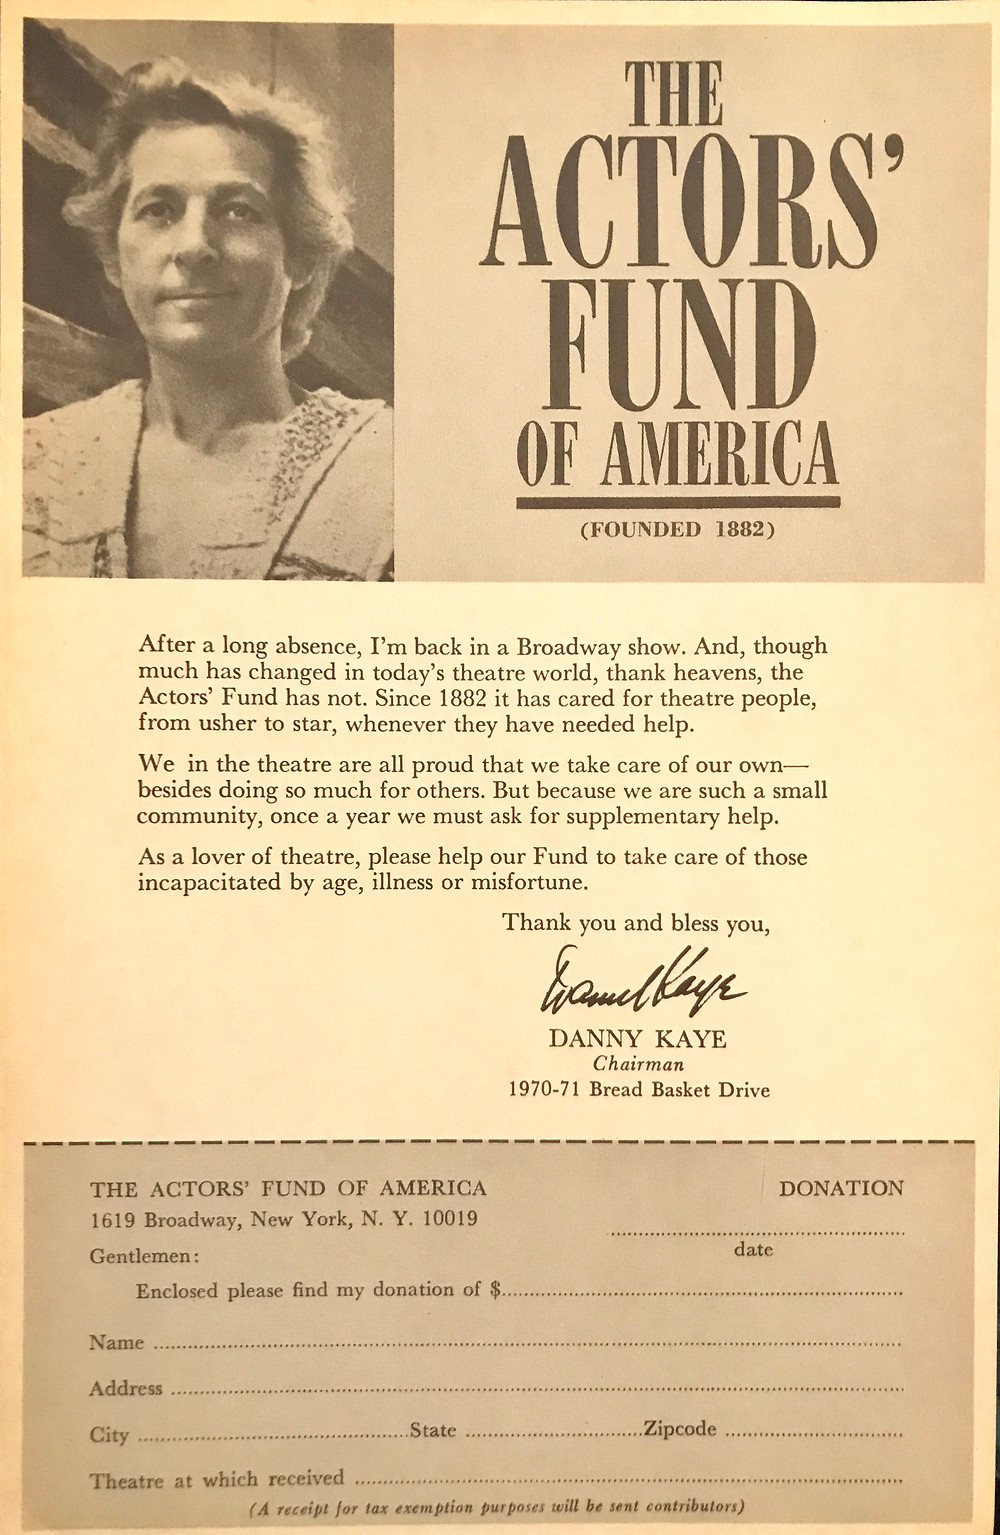 THE
ACTORS'
FUND
OF AMERICA
(FOUNDED 1882)
After a long absence, I'm back in a Broadway show. And, though
much has changed in today's theatre world, thank heavens, the
Actors' Fund has not. Since 1882 it has cared for theatre people,
from usher to star, whenever they have needed help.
We in the theatre are all proud that we take care of our own—
besides doing so much for others. But because we are such a small
community, once a year we must ask for supplementary help.
As a lover of theatre, please help our Fund to take care of those
incapacitated by age, illness or misfortune.
Thank you and bless you,
Danny Kaye
DANNY KAYE
Chairman
1970-71 Bread Basket Drive
THE ACTORS' FUND OF AMERICA
DONATION
1619 Broadway, New York, N. Y. 10019
date
Gentlemen:
Enclosed please find my donation of $
Name
Address
City State Zipcode
Theatre at which received
(A receipt for tax exemption purposes will be sent contributors)